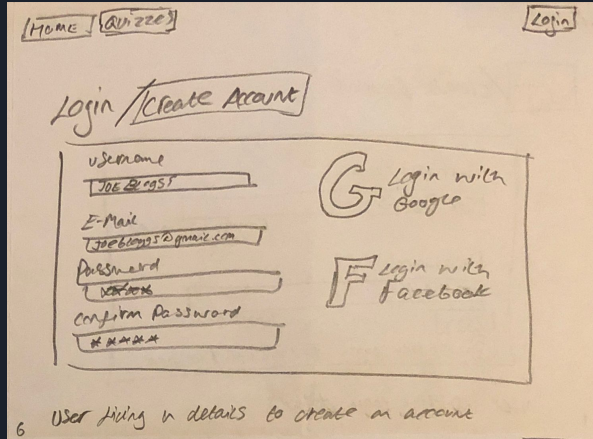 Home Quizzes Login
Login / Create Account
Username
JOE BLOGGS
E-Mail
Joebloggs@gmail.com
Password
****
Confirm Password
*****
G Login with
Google
F Login with
Facebook
User filling in details to create an account
6